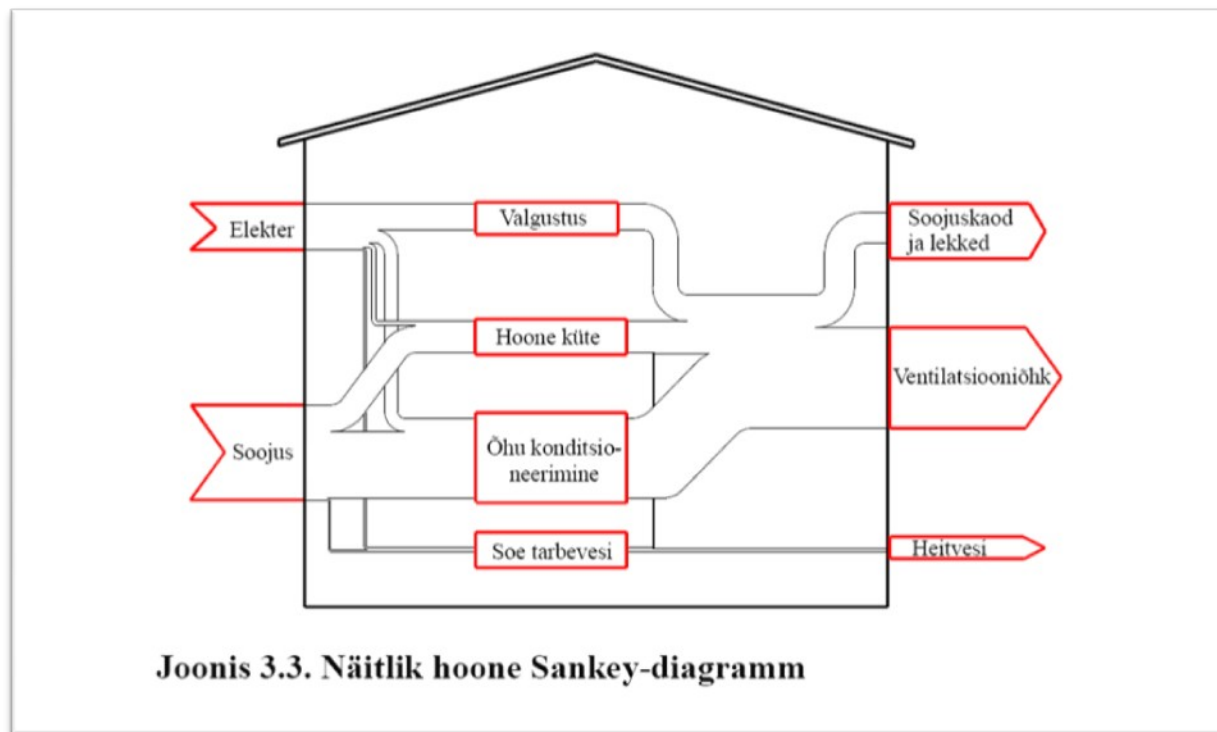 Elekter
Valgustus
Soojuskaod
ja lekked
Hoone küte
Ventilatsiooniõhk
Soojus
Õhu konditsio-
neerimine
Soe tarbevesi
Heitvesi
Joonis 3.3. Näitlik hoone Sankey-diagramm